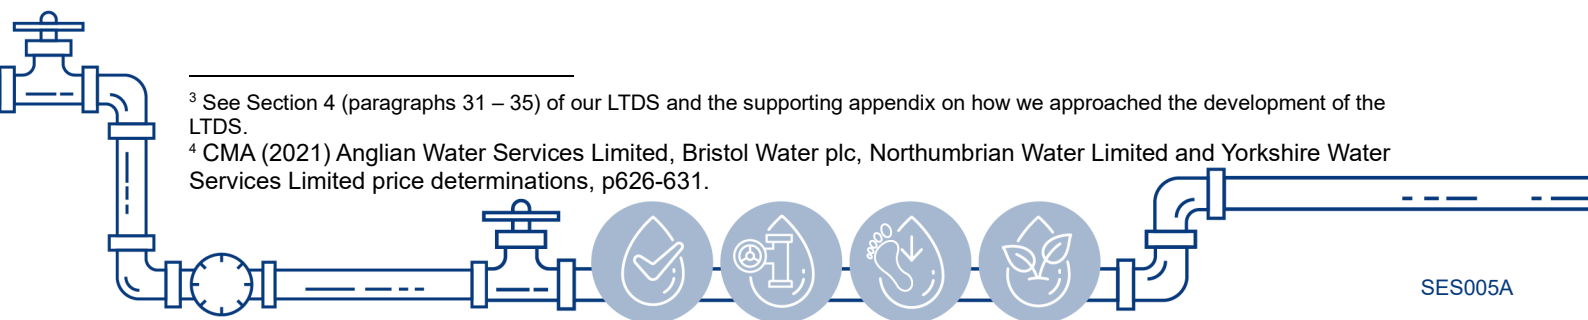 ³ See Section 4 (paragraphs 31 – 35) of our LTDS and the supporting appendix on how we approached the development of the
LTDS.
⁴ CMA (2021) Anglian Water Services Limited, Bristol Water plc, Northumbrian Water Limited and Yorkshire Water
Services Limited price determinations, p626-631.
SES005A